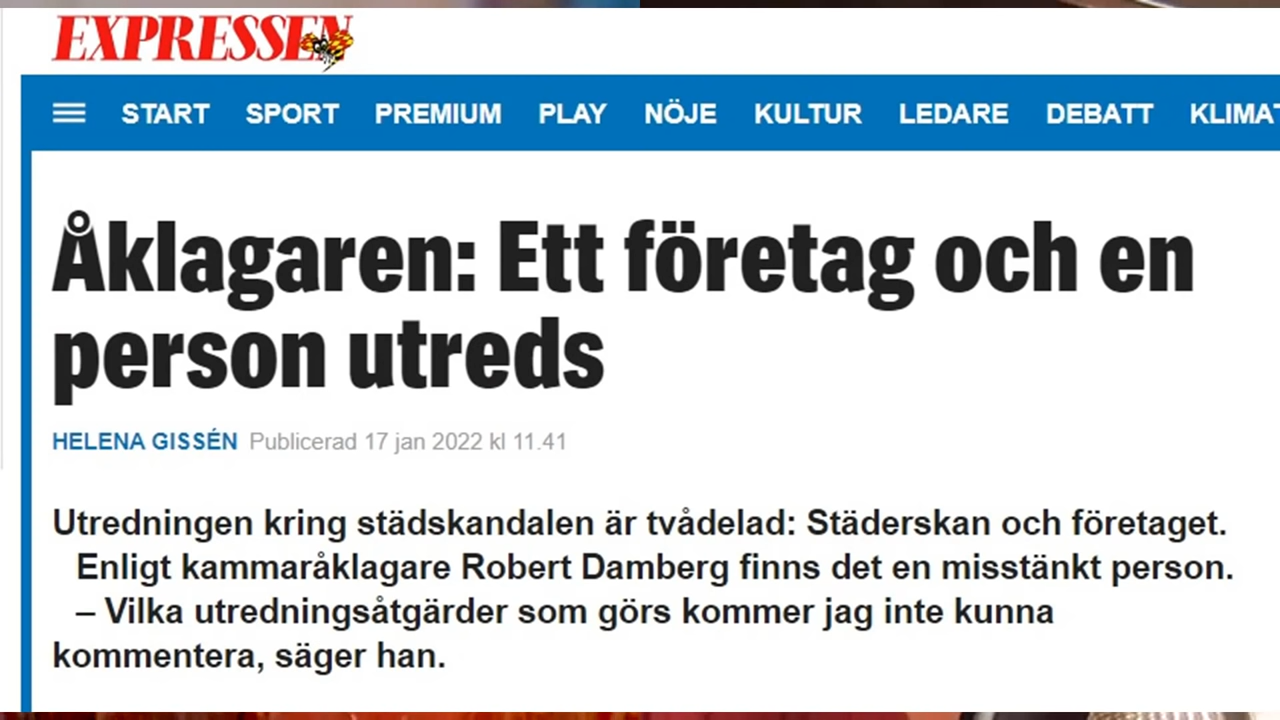 EXPRESSEN
START SPORT PREMIUM PLAY NÖJE KULTUR LEDARE DEBATT KLIMAT
Åklagaren: Ett företag och en
person utreds
HELENA GISSÉN Publicerad 17 jan 2022 kl 11.41
Utredningen kring städskandalen är tvådelad: Städerskan och företaget.
Enligt kammaråklagare Robert Damberg finns det en misstänkt person.
– Vilka utredningsåtgärder som görs kommer jag inte kunna
kommentera, säger han.